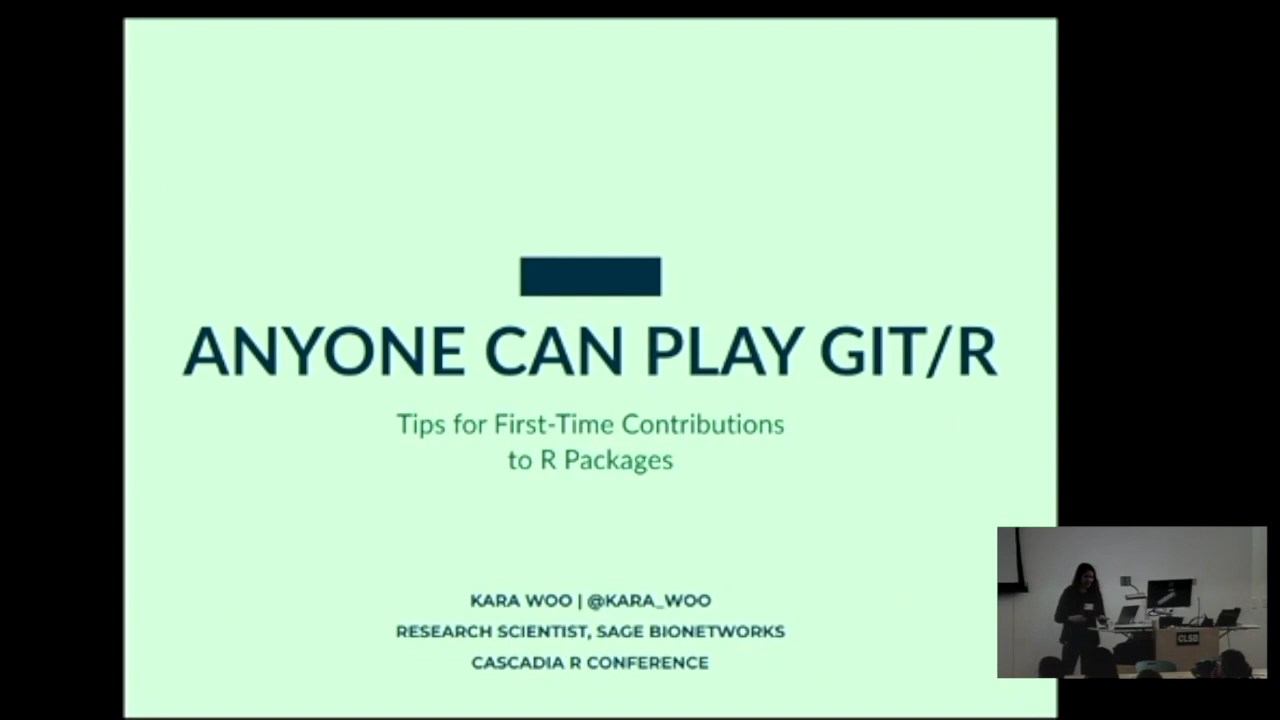 ANYONE CAN PLAY GIT/R
Tips for First-Time Contributions
to R Packages
KARA WOO | @KARA_WOO
RESEARCH SCIENTIST, SAGE BIONETWORKS
CASCADIA R CONFERENCE
CLSB